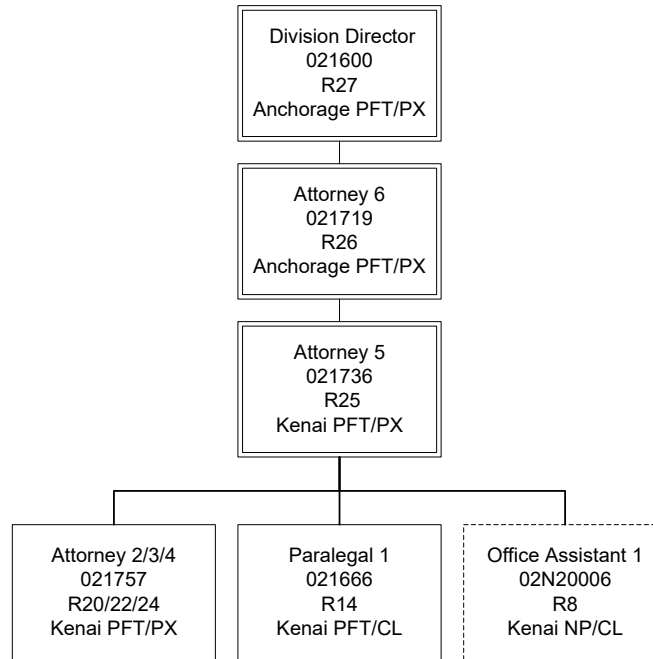 Division Director
021600
R27
Anchorage PFT/PX
Attorney 6
021719
R26
Anchorage PFT/PX
Attorney 5
021736
R25
Kenai PFT/PX
Attorney 2/3/4
021757
R20/22/24
Kenai PFT/PX
Paralegal 1
021666
R14
Kenai PFT/CL
Office Assistant 1
02N20006
R8
Kenai NP/CL